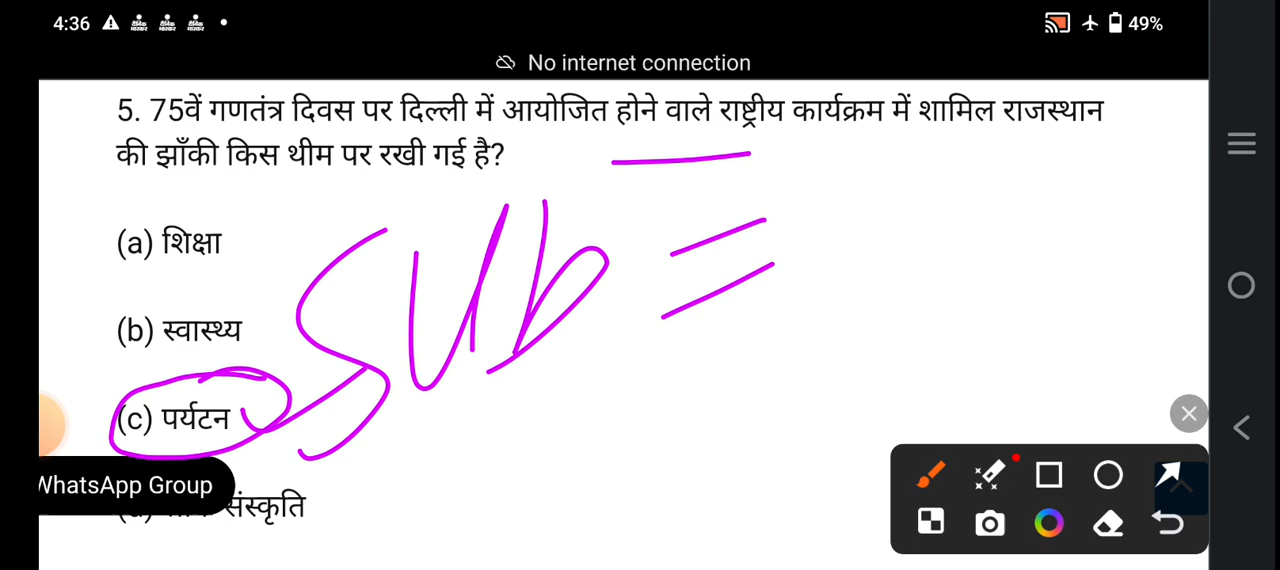 4:36 49%
No internet connection
5. 75वें गणतंत्र दिवस पर दिल्ली में आयोजित होने वाले राष्ट्रीय कार्यक्रम में शामिल राजस्थान
की झाँकी किस थीम पर रखी गई है?
(a) शिक्षा
(b) स्वास्थ्य
Sub =
(c) पर्यटन
WhatsApp Group
संस्कृति